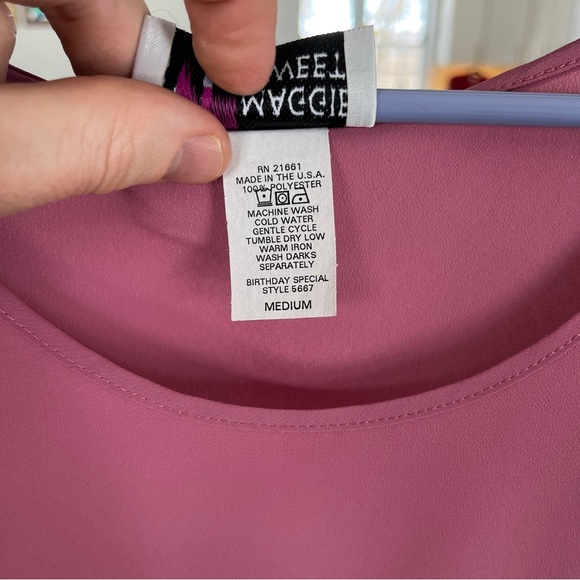 MAGGIE
SWEET
RN 21661
MADE IN THE U.S.A.
100% POLYESTER
MACHINE WASH
COLD WATER
GENTLE CYCLE
TUMBLE DRY LOW
WARM IRON
WASH DARKS
SEPARATELY
BIRTHDAY SPECIAL
STYLE 5667
MEDIUM